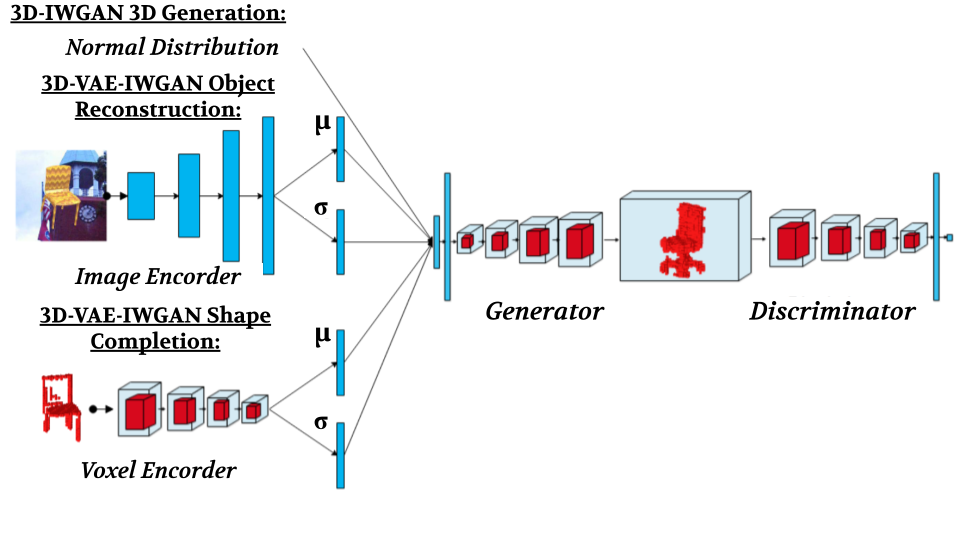 3D-IWGAN 3D Generation:
Normal Distribution
3D-VAE-IWGAN Object
Reconstruction:
μ
σ
Image Encorder
3D-VAE-IWGAN Shape
Completion:
μ
σ
Voxel Encorder
Generator
Discriminator